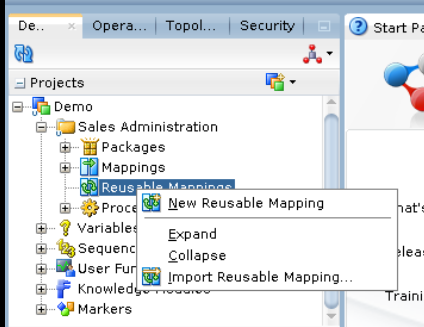 De..
Opera...
Topol...
Security
Start Pa
Projects
Demo
Sales Administration
Packages
Mappings
Reusable Mappings
New Reusable Mapping
Proce
hat's
Variables
Expand
Sequenc
Collapse
eleas
User Fun
Import Reusable Mapping...
Knowledge Modules
Traini
Markers